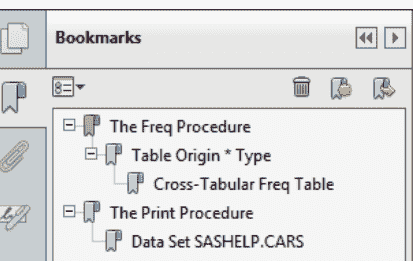 Bookmarks
The Freq Procedure
Table Origin * Type
Cross-Tabular Freq Table
The Print Procedure
Data Set SASHELP.CARS